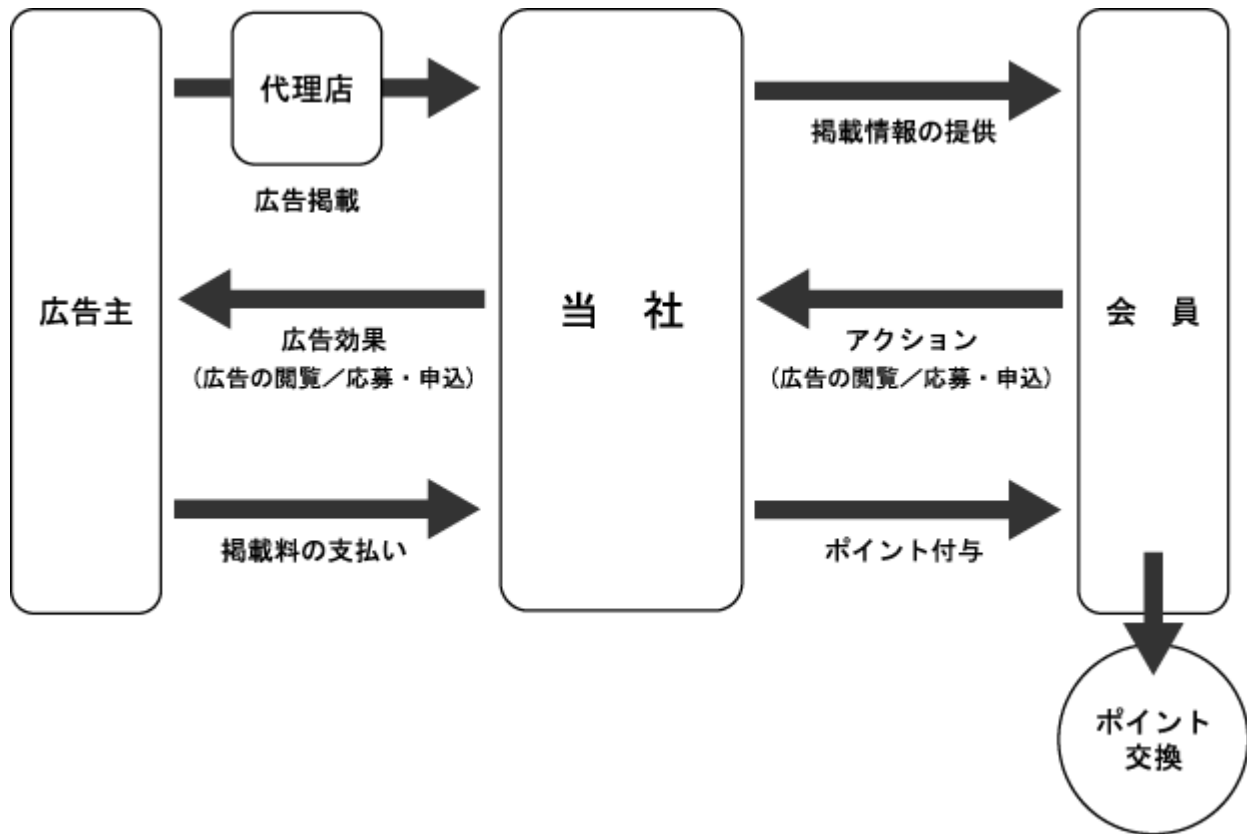 代理店
広告掲載
掲載情報の提供
広告主
当　社
会　員
広告効果
（広告の閲覧／応募・申込）
アクション
（広告の閲覧／応募・申込）
掲載料の支払い
ポイント付与
ポイント
交換